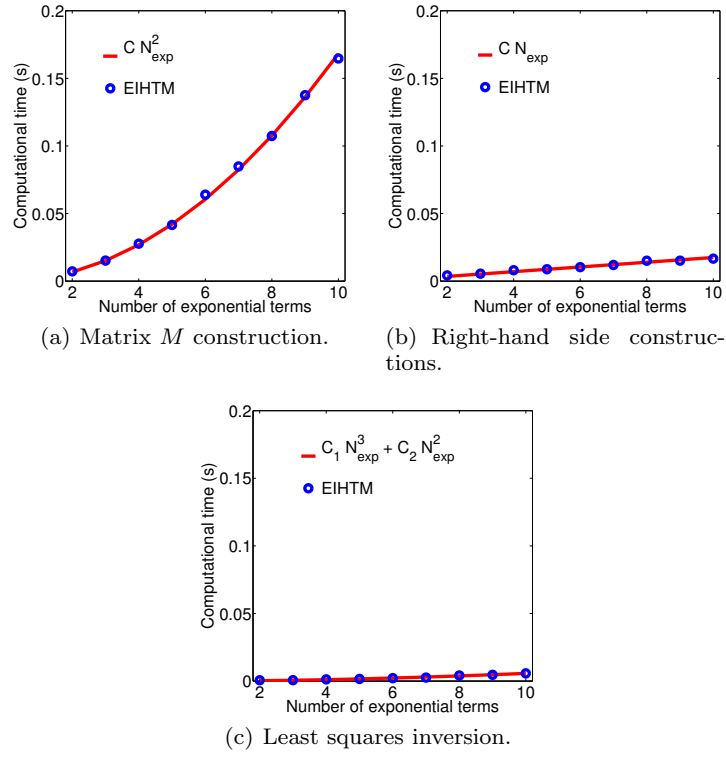 0.2
0.15
0.1
0.05
0
Computational time (s)
C N²exp
EIHTM
2 4 6 8 10
Number of exponential terms
(a) Matrix M construction.
0.2
0.15
0.1
0.05
0
Computational time (s)
C Nexp
EIHTM
2 4 6 8 10
Number of exponential terms
(b) Right-hand side construc-
tions.
0.2
0.15
0.1
0.05
0
Computational time (s)
C₁ N³exp + C₂ N²exp
EIHTM
2 4 6 8 10
Number of exponential terms
(c) Least squares inversion.